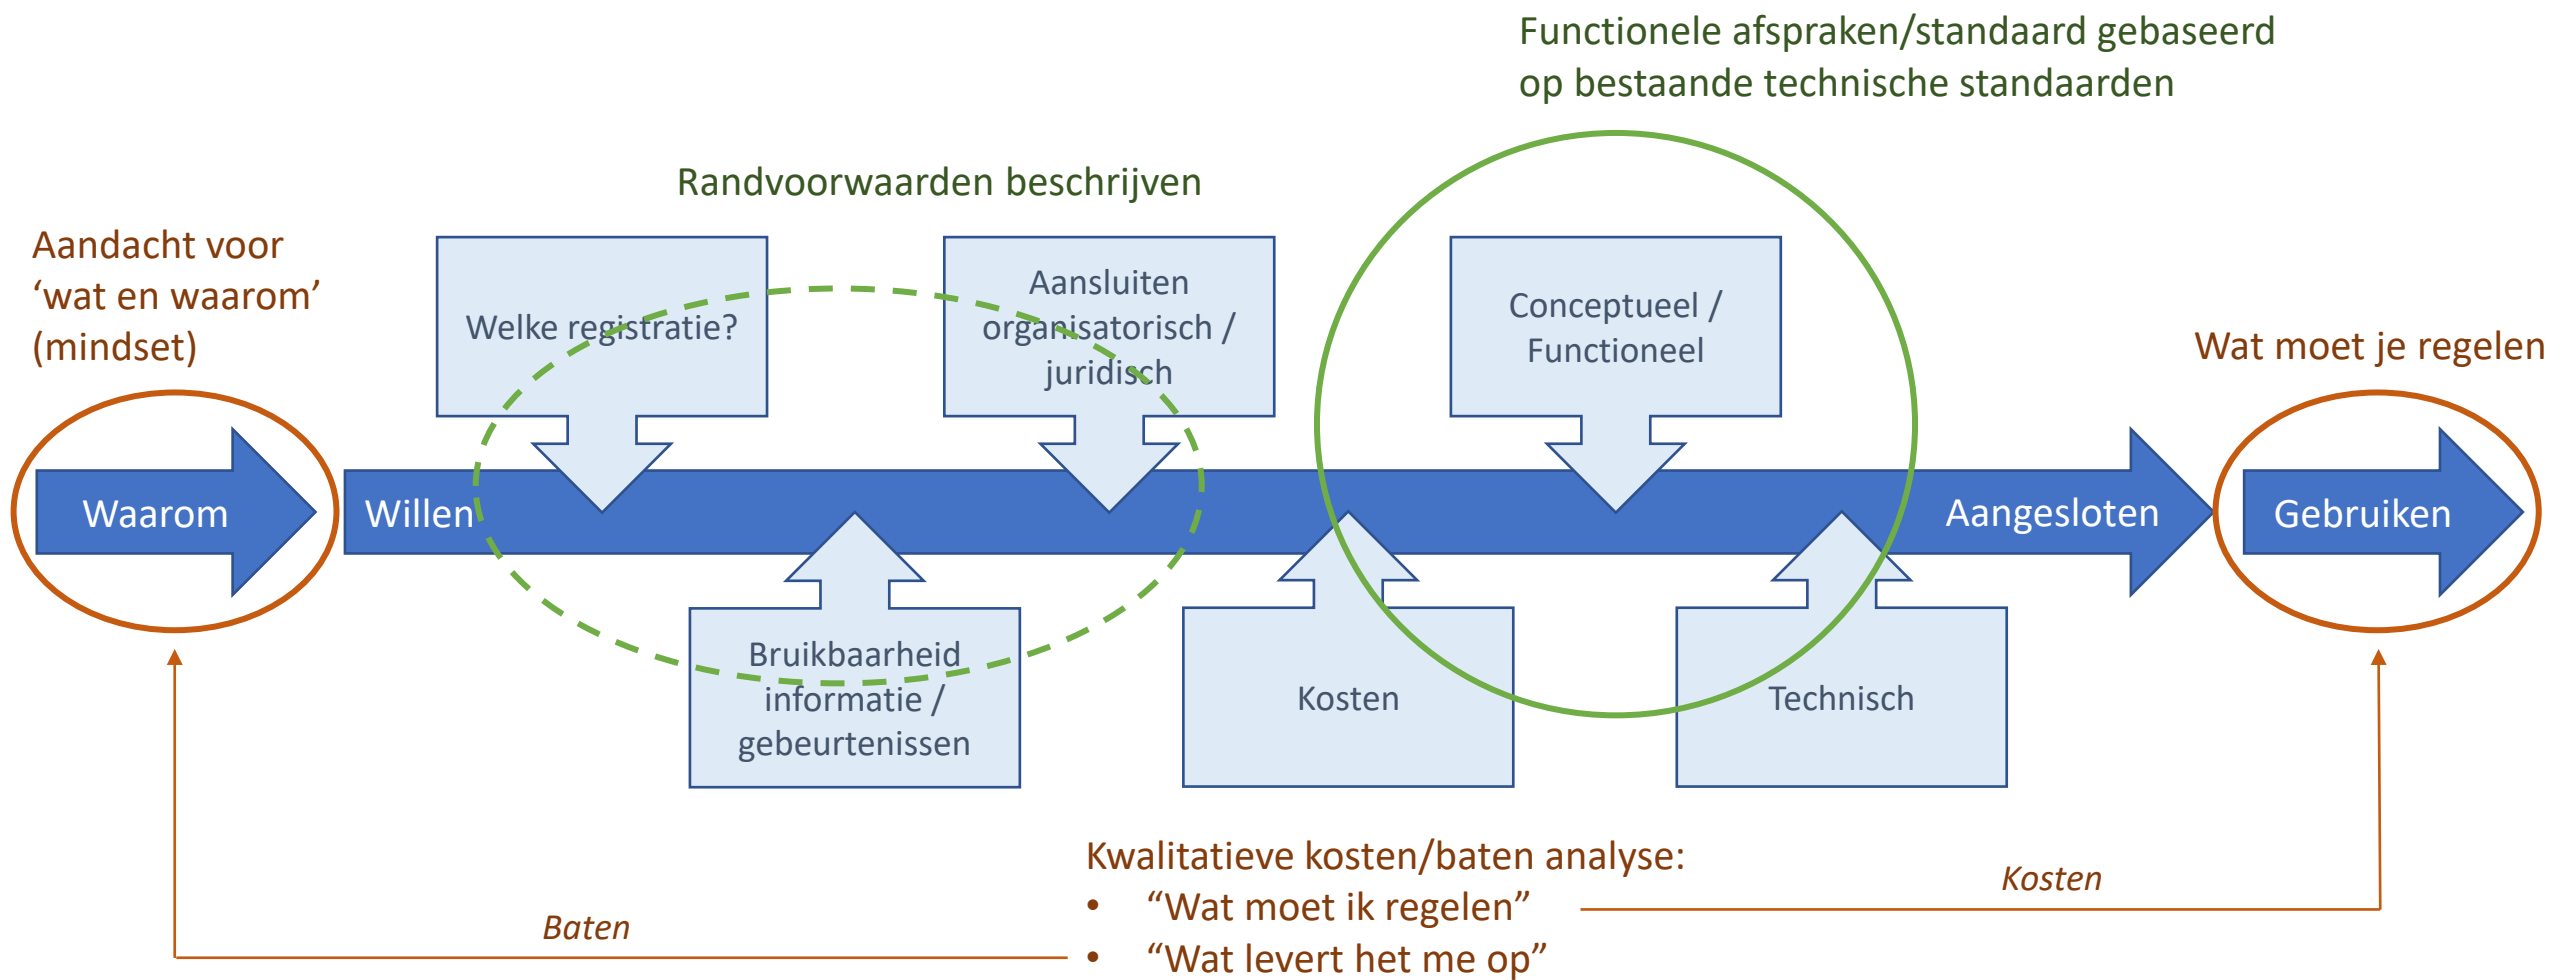 Functionele afspraken/standaard gebaseerd
op bestaande technische standaarden
Randvoorwaarden beschrijven
Aandacht voor
‘wat en waarom’
(mindset)
Welke registratie?
Aansluiten
organisatorisch /
juridisch
Conceptueel /
Functioneel
Wat moet je regelen
Waarom
Willen
Aangesloten
Gebruiken
Bruikbaarheid
informatie /
gebeurtenissen
Kosten
Technisch
Kwalitatieve kosten/baten analyse:
• “Wat moet ik regelen”
• “Wat levert het me op”
Baten
Kosten